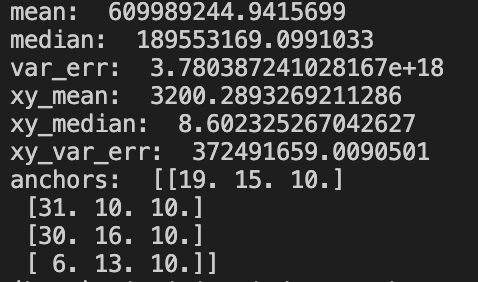 mean:  609989244.9415699
median:  189553169.0991033
var_err:  3.780387241028167e+18
xy_mean:  3200.2893269211286
xy_median:  8.602325267042627
xy_var_err:  372491659.0090501
anchors:  [[19. 15. 10.]
 [31. 10. 10.]
 [30. 16. 10.]
 [ 6. 13. 10.]]